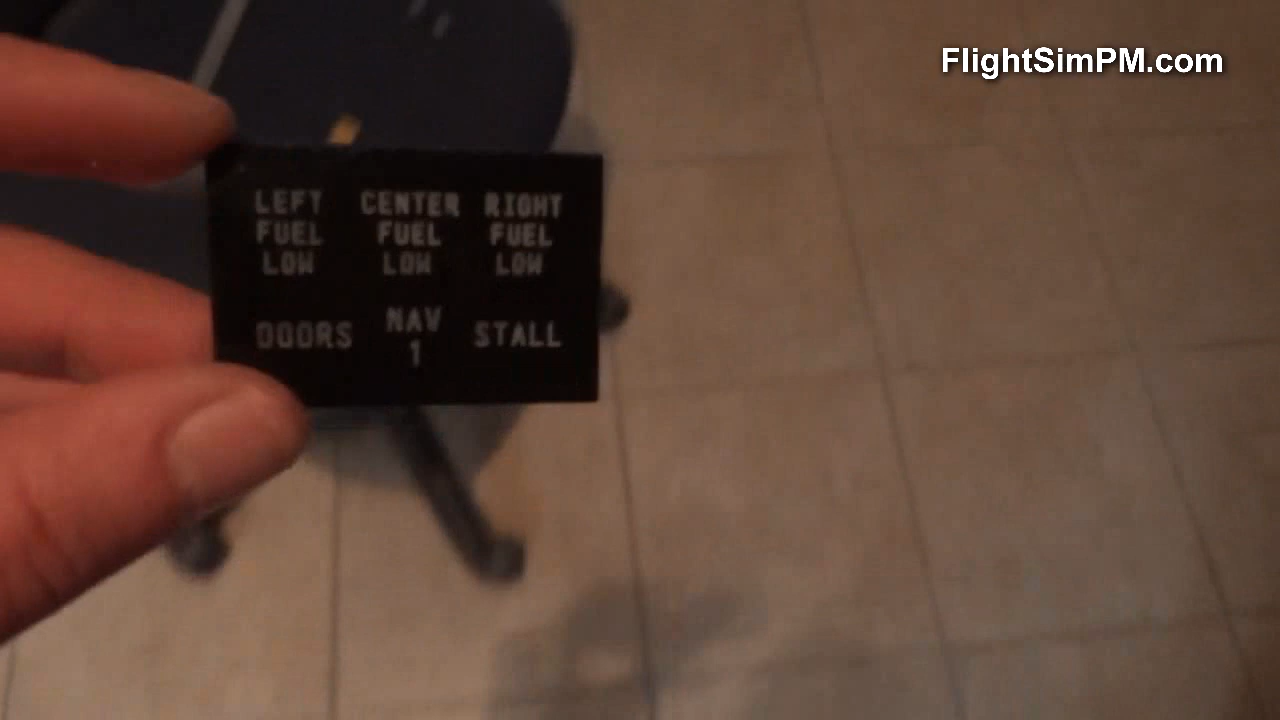 FlightSimPM.com
LEFT CENTER RIGHT
FUEL FUEL FUEL
LOW LOW LOW
DOORS NAV 1 STALL